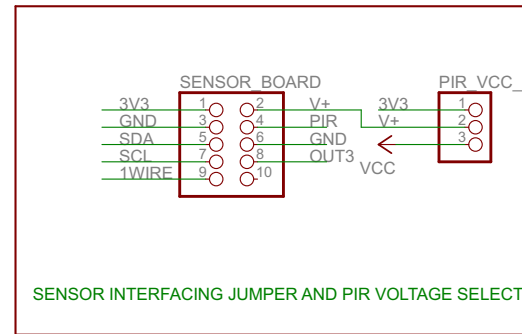 SENSOR_BOARD PIR_VCC_
3V3 1 2 V+ 3V3 1
GND 3 4 PIR V+ 2
SDA 5 6 GND 3
SCL 7 8 OUT3 VCC
1WIRE 9 10
SENSOR INTERFACING JUMPER AND PIR VOLTAGE SELECT